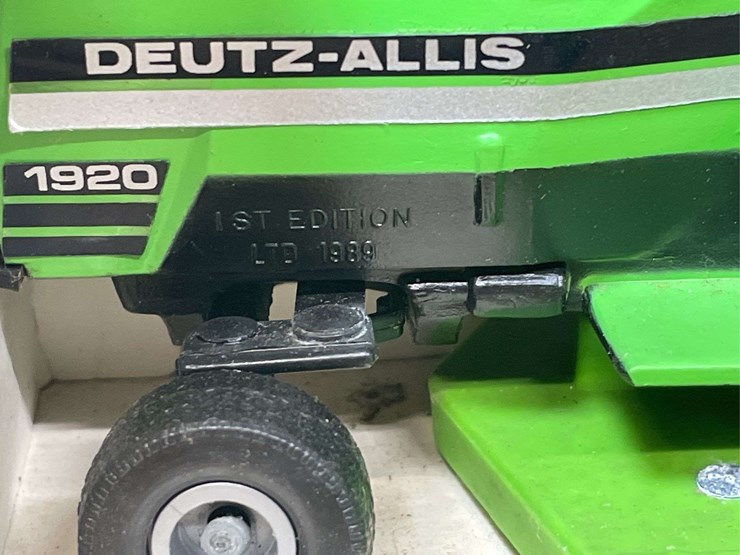 DEUTZ-ALLIS
1920
1ST EDITION
LTD 1989